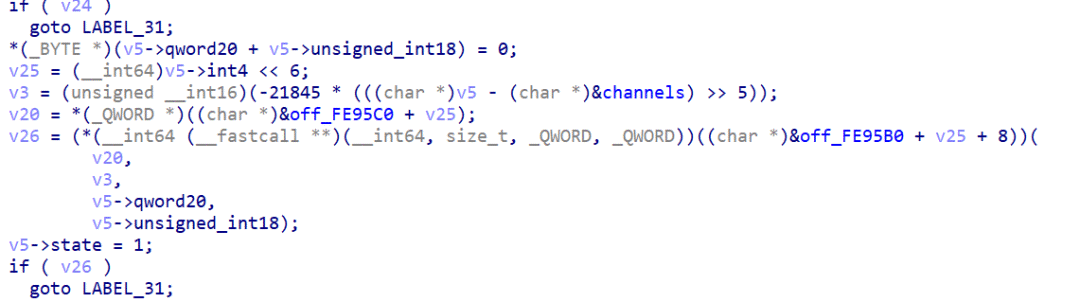 if ( v24 )
goto LABEL_31;
*(_BYTE *)(v5->qword20 + v5->unsigned_int18) = 0;
v25 = (__int64)v5->int4 << 6;
v3 = (unsigned __int16)(-21845 * (((char *)v5 - (char *)&channels) >> 5));
v20 = *(_QWORD *)((char *)&off_FE95C0 + v25);
v26 = (*(__int64 (__fastcall **)(__int64, size_t, _QWORD, _QWORD))((char *)&off_FE95B0 + v25 + 8))(
v20,
v3,
v5->qword20,
v5->unsigned_int18);
v5->state = 1;
if ( v26 )
goto LABEL_31;